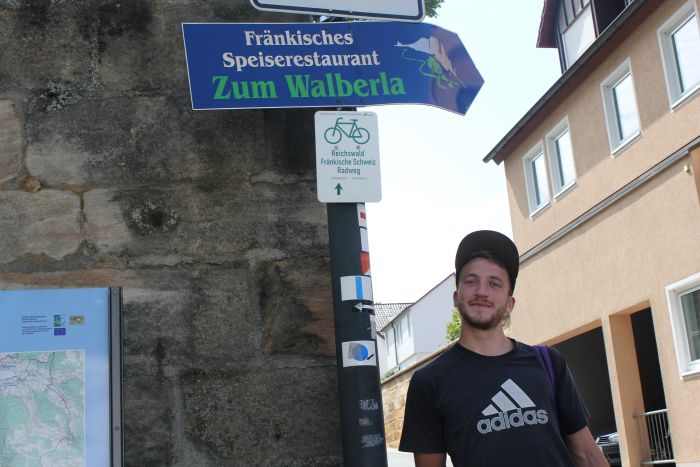 Fränkisches
Speiserestaurant
Zum Walberla
Reichswald
Fränkische Schweiz
Radweg
adidas